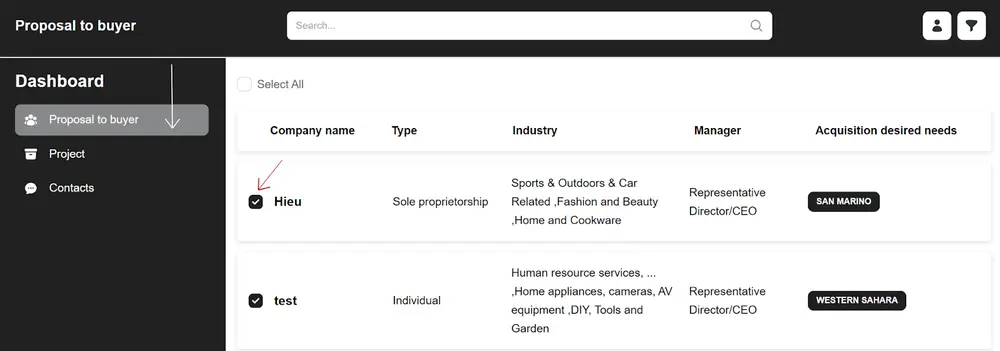 Proposal to buyer
Search...
Dashboard
Proposal to buyer
Project
Contacts
Select All
Company name Type Industry Manager Acquisition desired needs
Hieu
Sole proprietorship
Sports & Outdoors & Car
Related ,Fashion and Beauty
,Home and Cookware
Representative
Director/CEO
SAN MARINO
test
Individual
Human resource services, ...
,Home appliances, cameras, AV
equipment ,DIY, Tools and
Garden
Representative
Director/CEO
WESTERN SAHARA